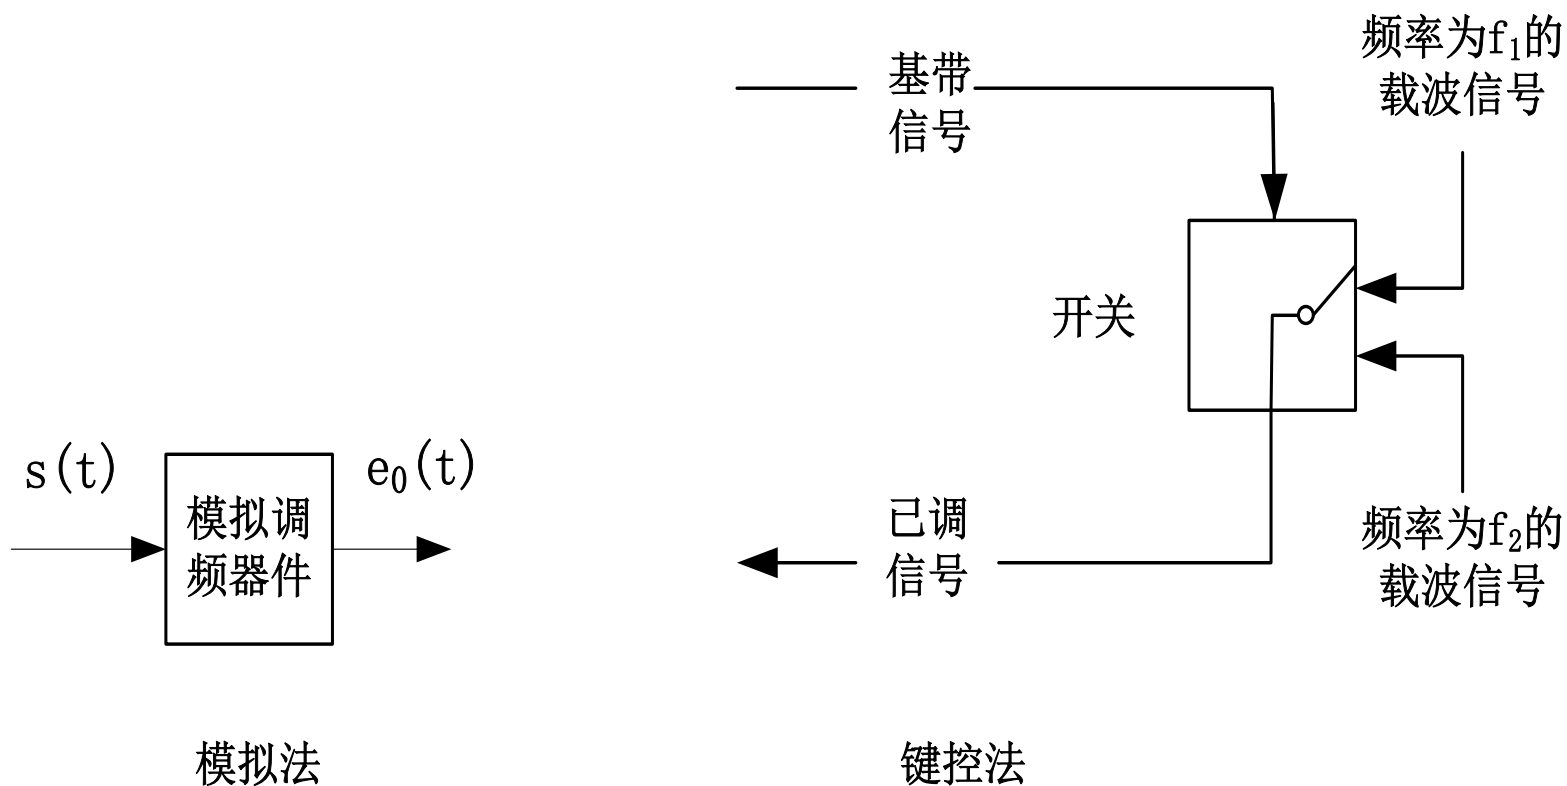 基带
信号
频率为f₁的
载波信号
开关
s(t)
模拟调
频器件
e₀(t)
已调
信号
频率为f₂的
载波信号
模拟法
键控法